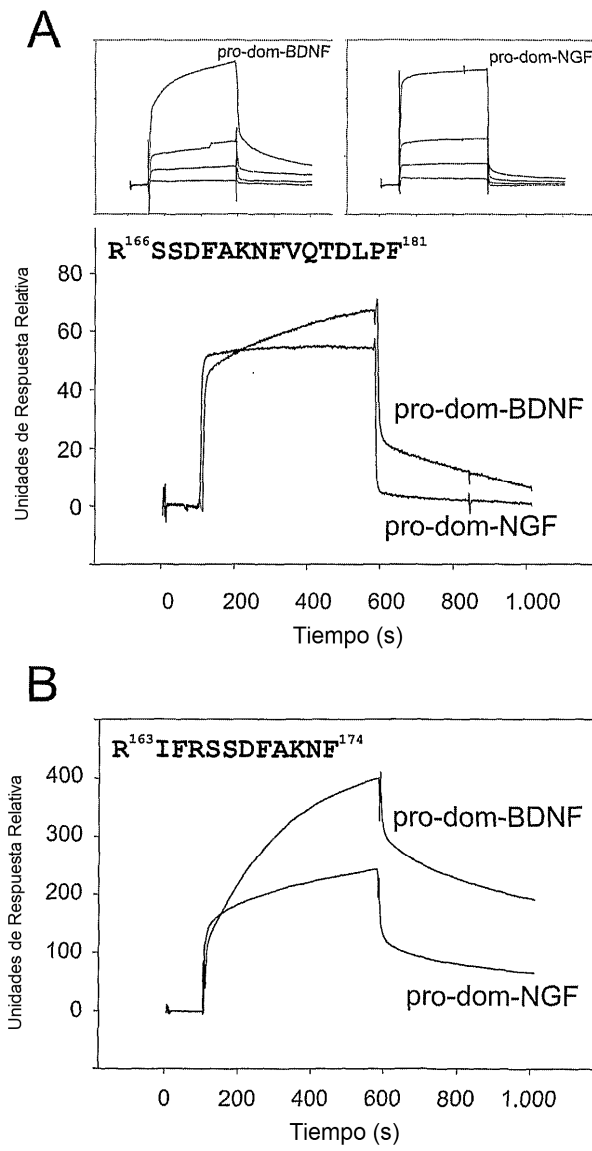 A
pro-dom-BDNF
pro-dom-NGF
R¹⁶⁶SSDFAKNFVQTDLPF¹⁸¹
Unidades de Respuesta Relativa
80
60
40
20
0
pro-dom-BDNF
pro-dom-NGF
0 200 400 600 800 1.000
Tiempo (s)
B
R¹⁶³IFRSSDFAKNF¹⁷⁴
Unidades de Respuesta Relativa
400
300
200
100
0
pro-dom-BDNF
pro-dom-NGF
0 200 400 600 800 1.000
Tiempo (s)